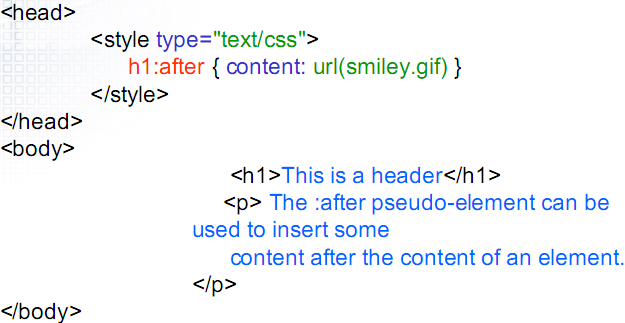 <head>
<style type="text/css">
h1:after { content: url(smiley.gif) }
</style>
</head>
<body>
<h1>This is a header</h1>
<p> The :after pseudo-element can be
used to insert some
content after the content of an element.
</p>
</body>